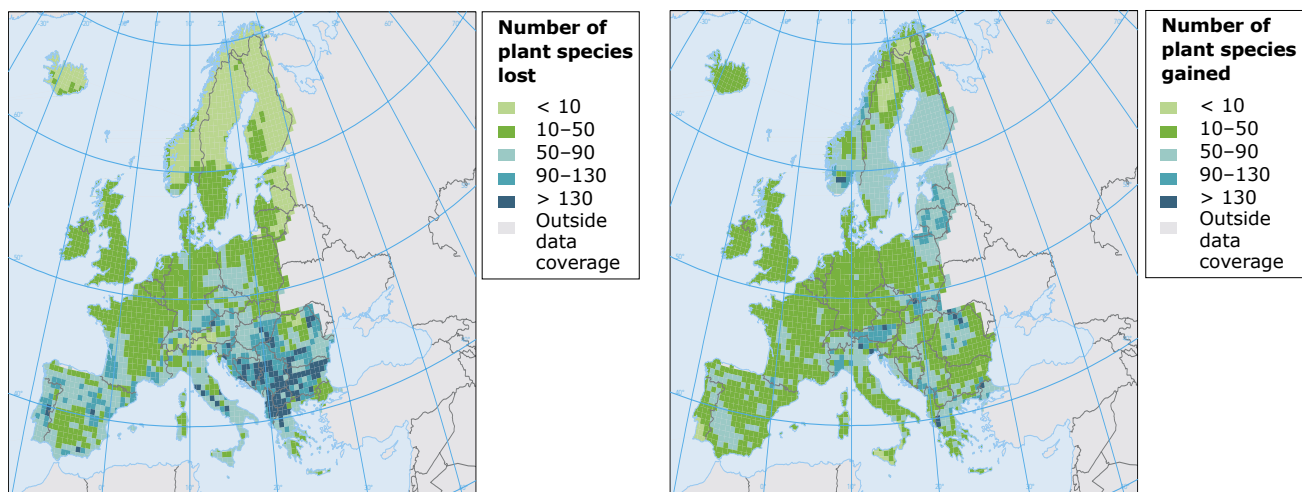 Number of
plant species
lost
< 10
10–50
50–90
90–130
> 130
Outside
data
coverage
Number of
plant species
gained
< 10
10–50
50–90
90–130
> 130
Outside
data
coverage